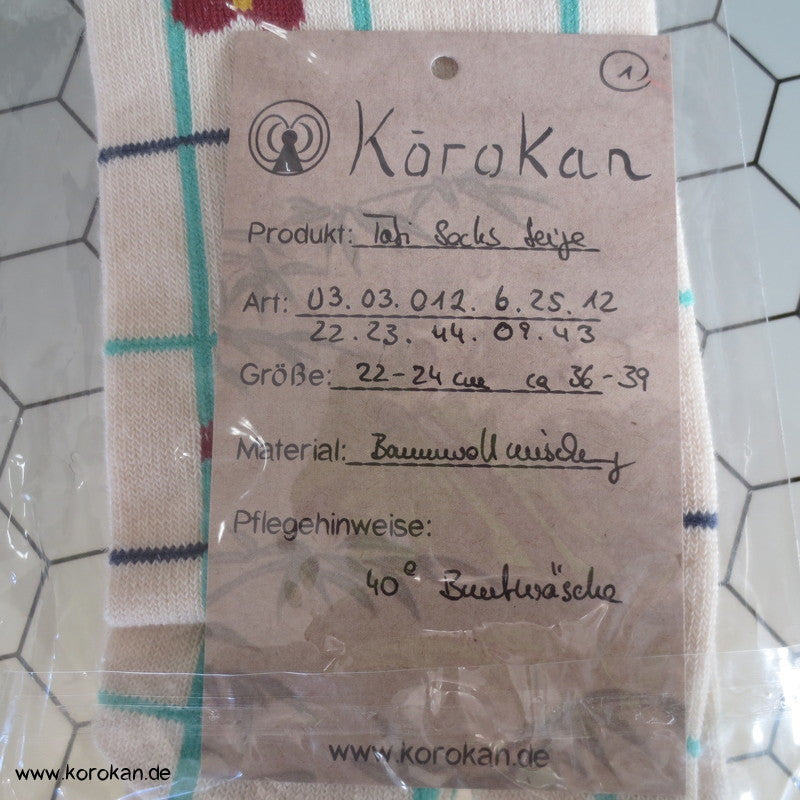 1
Kōrokan
Produkt: Tabi Socks beige
Art: 03.03.012.6.25.12
22.23.44.09.43
Größe: 22-24 cm ca 36-39
Material: Baumwollmischung
Pflegehinweise:
40° Buntwäsche
www.korokan.de
www.korokan.de